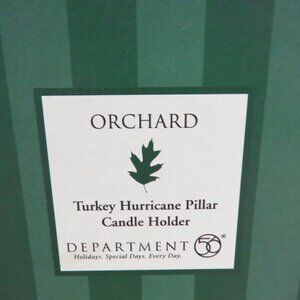 ORCHARD
Turkey Hurricane Pillar
Candle Holder
DEPARTMENT 56®
Holidays. Special Days. Every Day.